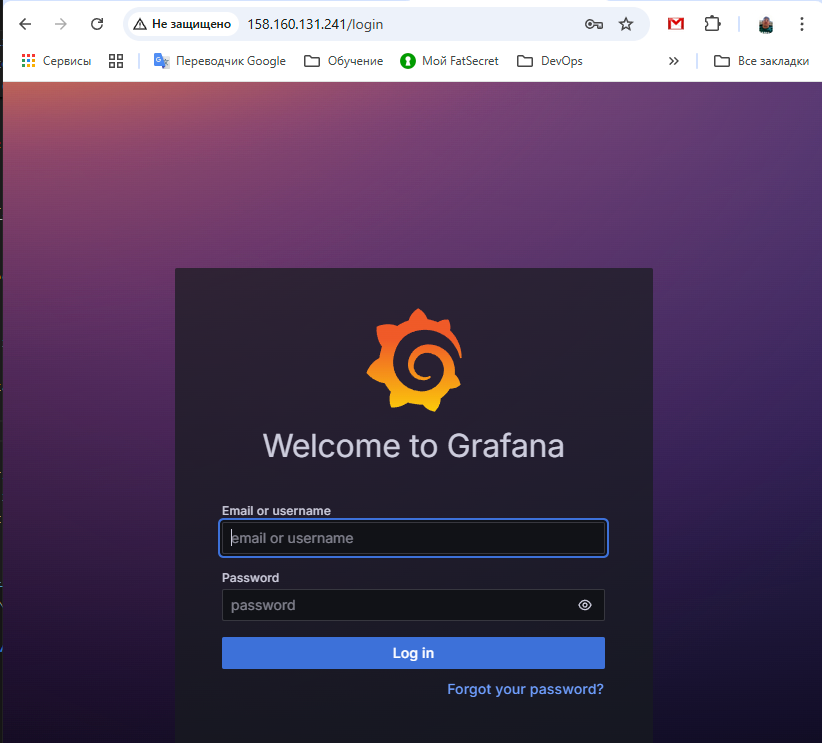 Не защищено 158.160.131.241/login
Сервисы Переводчик Google Обучение Мой FatSecret DevOps » Все закладки
Welcome to Grafana
Email or username
email or username
Password
password
Log in
Forgot your password?